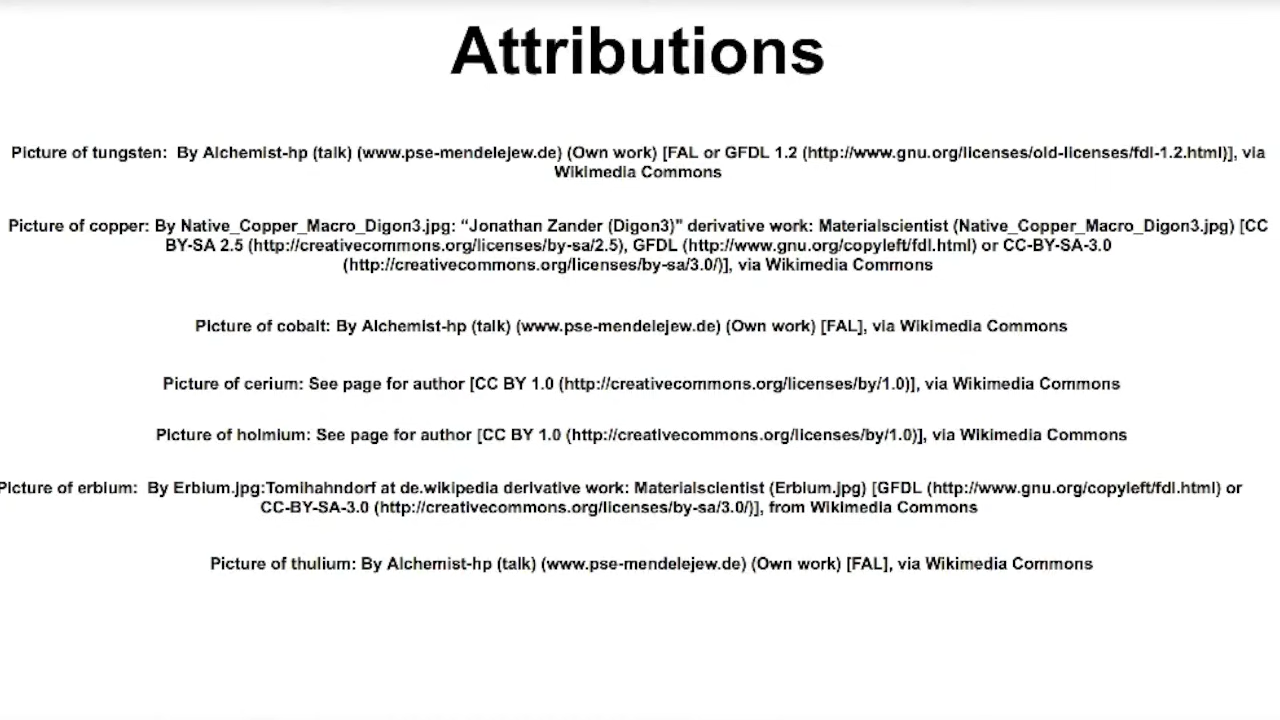 Attributions
Picture of tungsten:  By Alchemist-hp (talk) (www.pse-mendelejew.de) (Own work) [FAL or GFDL 1.2 (http://www.gnu.org/licenses/old-licenses/fdl-1.2.html)], via
Wikimedia Commons
Picture of copper: By Native_Copper_Macro_Digon3.jpg: “Jonathan Zander (Digon3)" derivative work: Materialscientist (Native_Copper_Macro_Digon3.jpg) [CC
BY-SA 2.5 (http://creativecommons.org/licenses/by-sa/2.5), GFDL (http://www.gnu.org/copyleft/fdl.html) or CC-BY-SA-3.0
(http://creativecommons.org/licenses/by-sa/3.0/)], via Wikimedia Commons
Picture of cobalt: By Alchemist-hp (talk) (www.pse-mendelejew.de) (Own work) [FAL], via Wikimedia Commons
Picture of cerium: See page for author [CC BY 1.0 (http://creativecommons.org/licenses/by/1.0)], via Wikimedia Commons
Picture of holmium: See page for author [CC BY 1.0 (http://creativecommons.org/licenses/by/1.0)], via Wikimedia Commons
Picture of erbium:  By Erbium.jpg:Tomihahndorf at de.wikipedia derivative work: Materialscientist (Erbium.jpg) [GFDL (http://www.gnu.org/copyleft/fdl.html) or
CC-BY-SA-3.0 (http://creativecommons.org/licenses/by-sa/3.0/)], from Wikimedia Commons
Picture of thulium: By Alchemist-hp (talk) (www.pse-mendelejew.de) (Own work) [FAL], via Wikimedia Commons